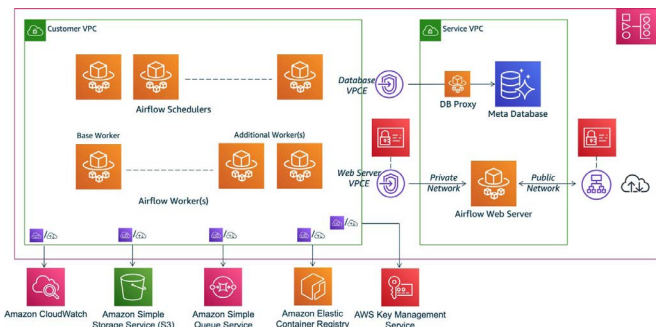 Customer VPC
Service VPC
Airflow Schedulers
Database
VPCE
DB Proxy
Meta Database
Base Worker
Additional Worker(s)
Airflow Worker(s)
Web Server
VPCE
Private
Network
Public
Network
Airflow Web Server
Amazon CloudWatch
Amazon Simple
Storage Service (S3)
Amazon Simple
Queue Service
Amazon Elastic
Container Registry
AWS Key Management
Service